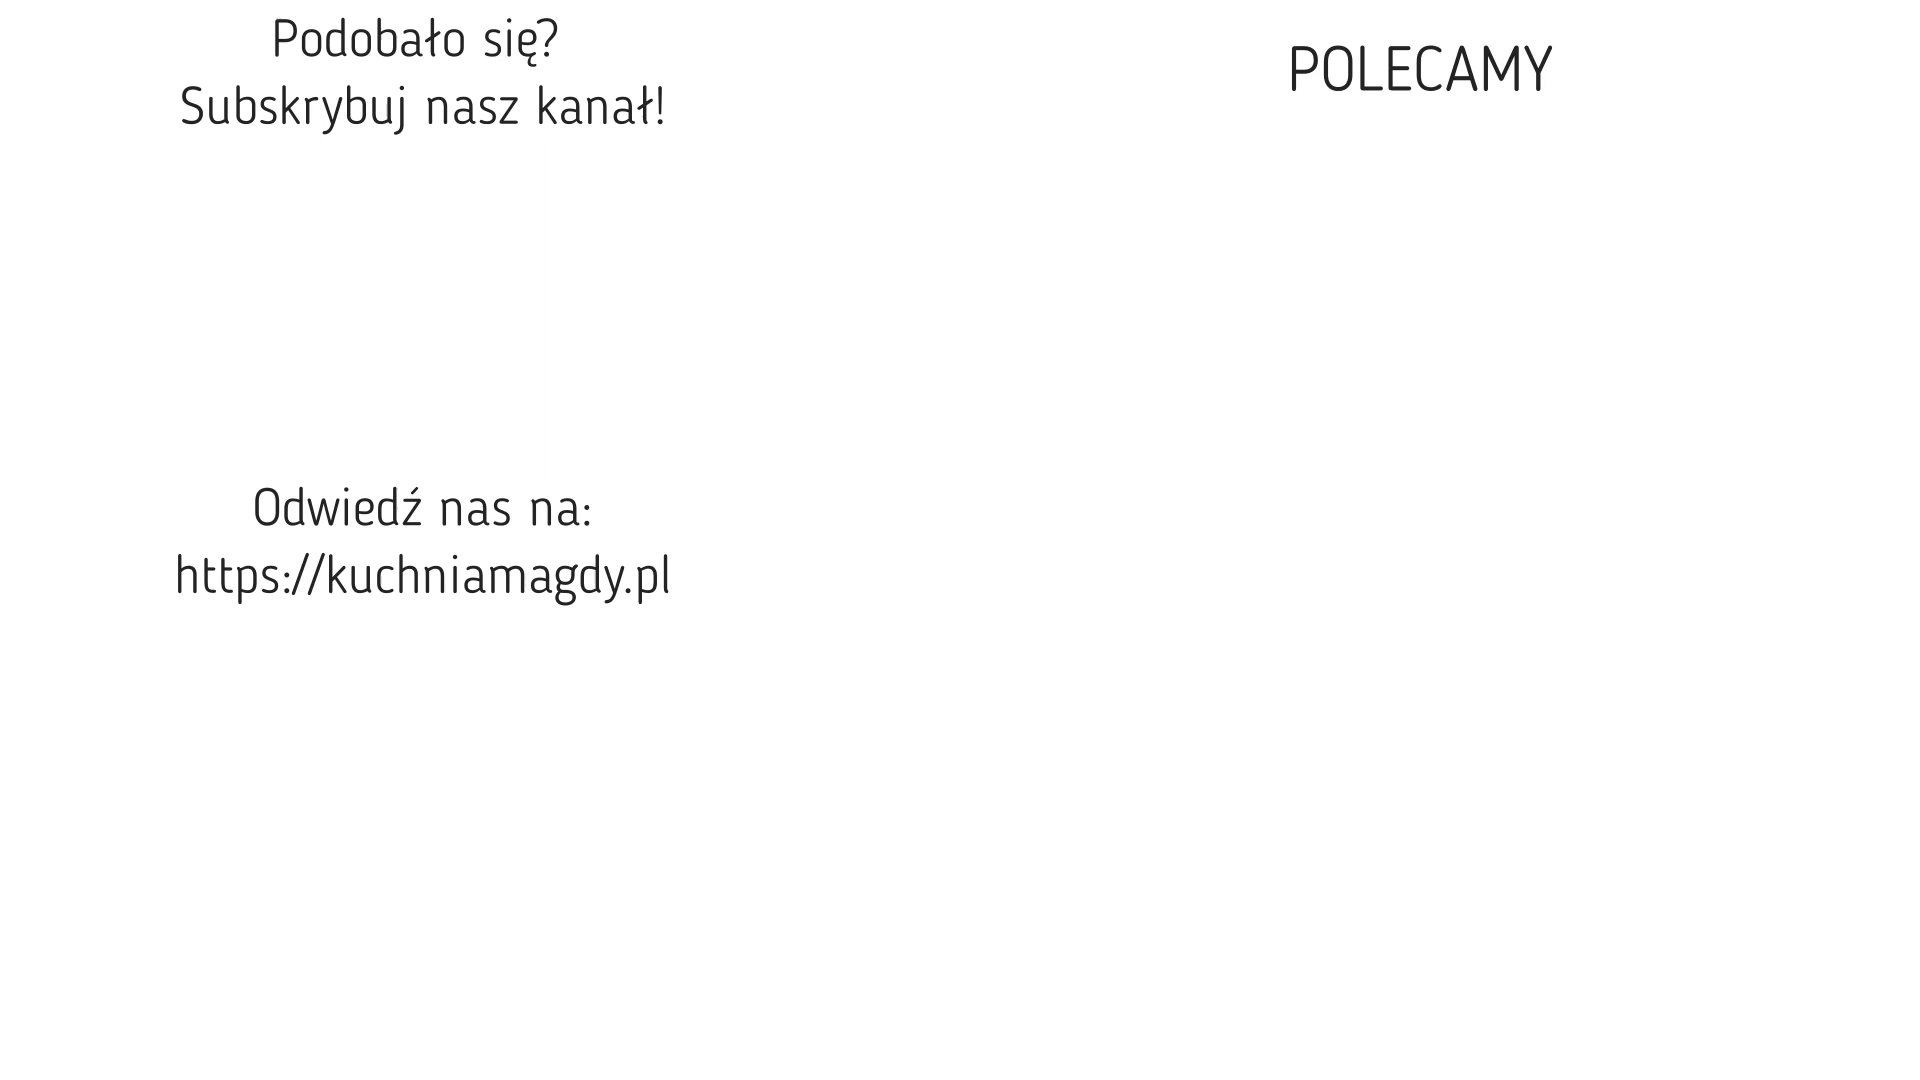 Podobało się?
Subskrybuj nasz kanał!
POLECAMY
Odwiedź nas na:
https://kuchniamagdy.pl